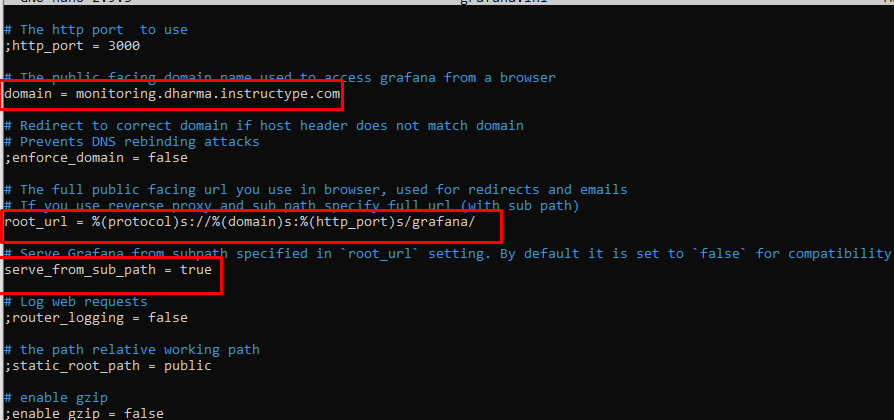 grafana.ini
# The http port  to use
;http_port = 3000
# The public facing domain name used to access grafana from a browser
domain = monitoring.dharma.instructype.com
# Redirect to correct domain if host header does not match domain
# Prevents DNS rebinding attacks
;enforce_domain = false
# The full public facing url you use in browser, used for redirects and emails
# If you use reverse proxy and sub path specify full url (with sub path)
root_url = %(protocol)s://%(domain)s:%(http_port)s/grafana/
# Serve Grafana from subpath specified in `root_url` setting. By default it is set to `false` for compatibility
serve_from_sub_path = true
# Log web requests
;router_logging = false
# the path relative working path
;static_root_path = public
# enable gzip
;enable_gzip = false